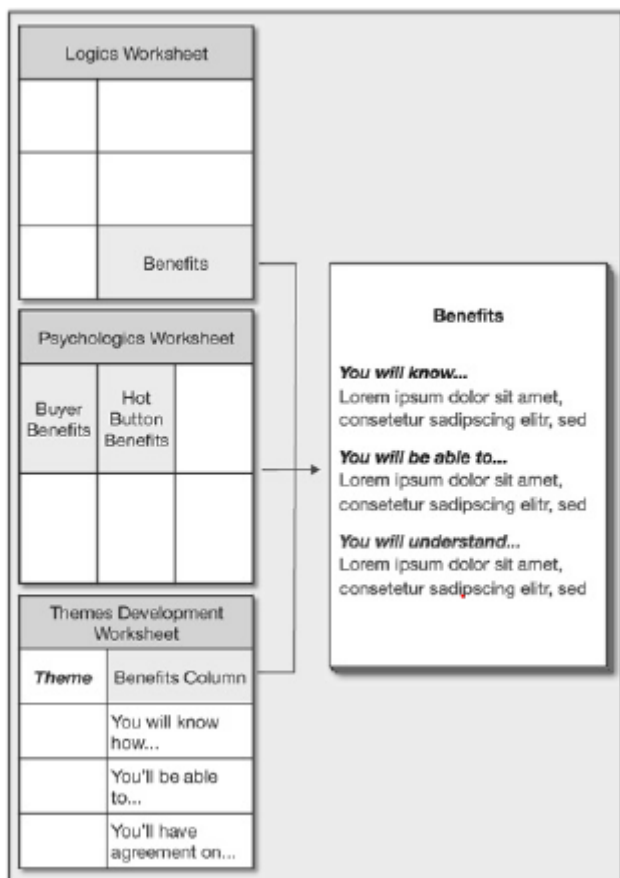 Logics Worksheet
Benefits
Psychologics Worksheet
Buyer
Benefits
Hot
Button
Benefits
Themes Development
Worksheet
Theme
Benefits Column
You will know
how...
You'll be able
to...
You'll have
agreement on...
Benefits
You will know...
Lorem ipsum dolor sit amet,
consetetur sadipscing elitr, sed
You will be able to...
Lorem ipsum dolor sit amet,
consetetur sadipscing elitr, sed
You will understand...
Lorem ipsum dolor sit amet,
consetetur sadipscing elitr, sed